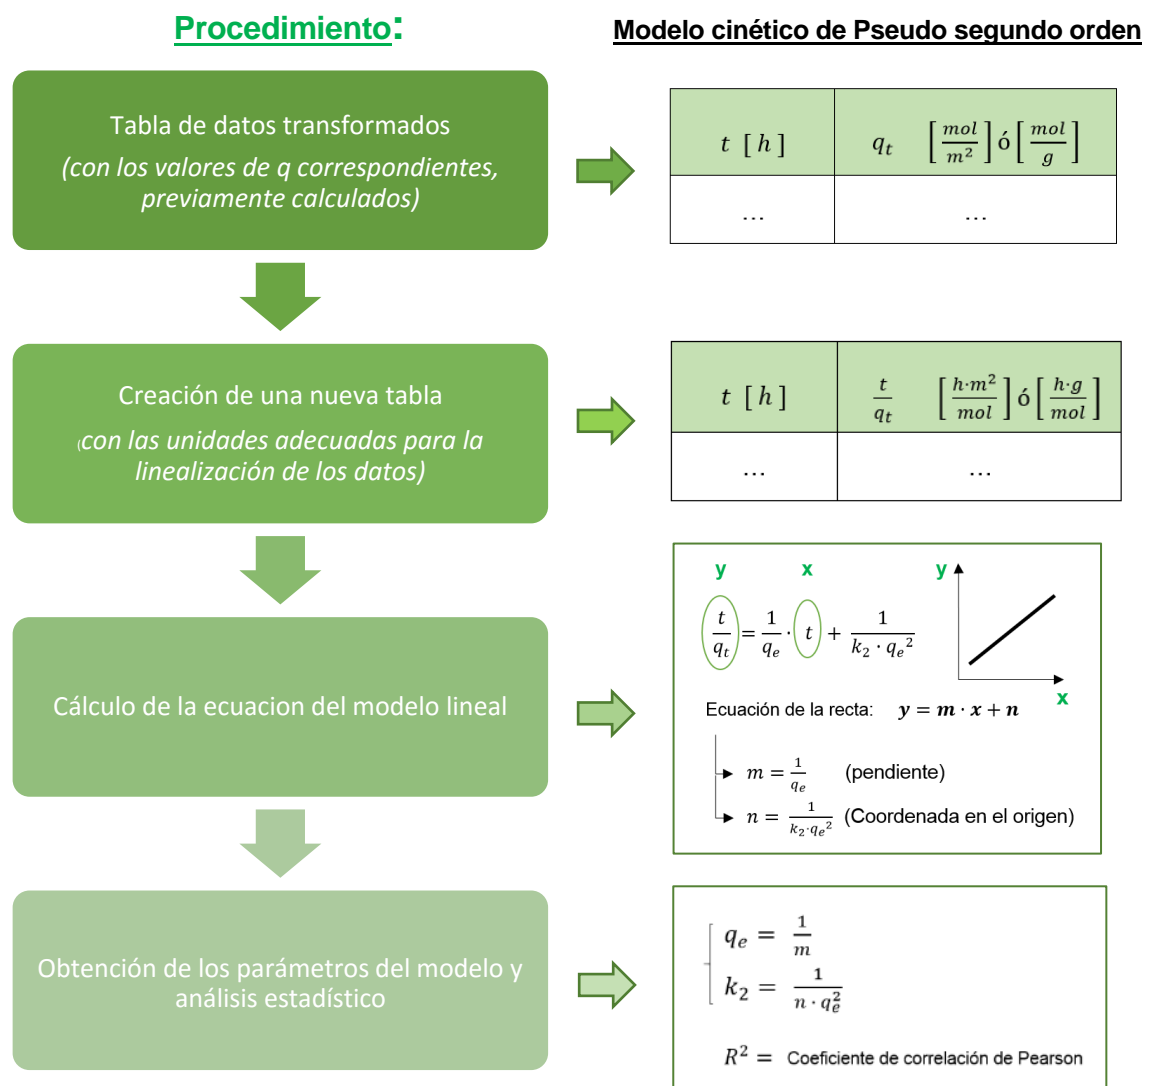 Procedimiento:
Modelo cinético de Pseudo segundo orden
Tabla de datos transformados
(con los valores de q correspondientes,
previamente calculados)
t [h]    q_t [mol/m²] ó [mol/g]
...    ...
Creación de una nueva tabla
(con las unidades adecuadas para la
linealización de los datos)
t [h]    t/q_t [h·m²/mol] ó [h·g/mol]
...    ...
Cálculo de la ecuacion del modelo lineal
y    x    y
t/q_t = 1/q_e · t + 1/(k₂ · q_e²)
x
Ecuación de la recta: y = m · x + n
m = 1/q_e (pendiente)
n = 1/(k₂·q_e²) (Coordenada en el origen)
Obtención de los parámetros del modelo y
análisis estadístico
q_e = 1/m
k₂ = 1/(n · q_e²)
R² = Coeficiente de correlación de Pearson